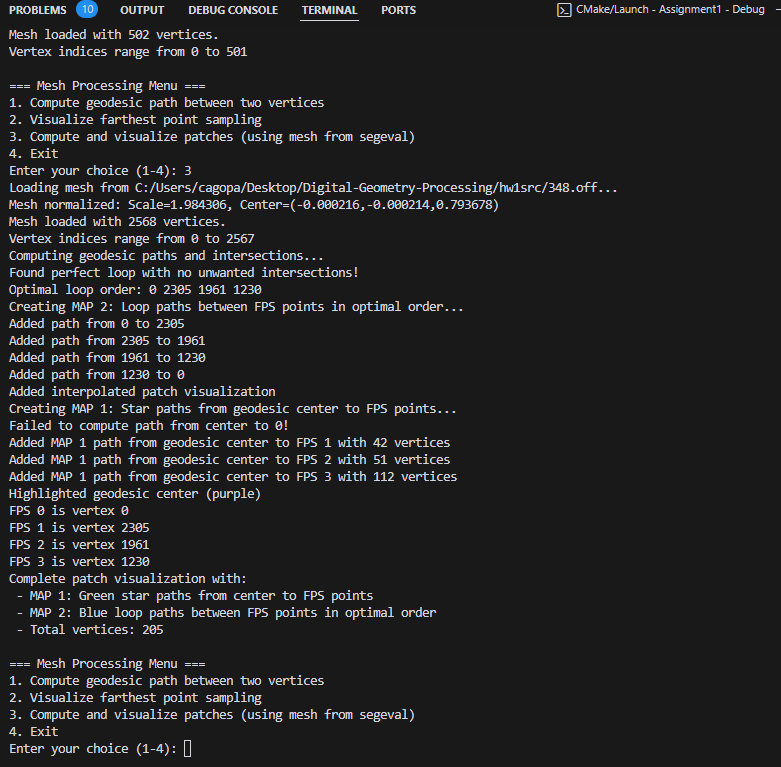 PROBLEMS 10 OUTPUT DEBUG CONSOLE TERMINAL PORTS CMake/Launch - Assignment1 - Debug
Mesh loaded with 502 vertices.
Vertex indices range from 0 to 501
=== Mesh Processing Menu ===
1. Compute geodesic path between two vertices
2. Visualize farthest point sampling
3. Compute and visualize patches (using mesh from segeval)
4. Exit
Enter your choice (1-4): 3
Loading mesh from C:/Users/cagopa/Desktop/Digital-Geometry-Processing/hw1src/348.off...
Mesh normalized: Scale=1.984306, Center=(-0.000216,-0.000214,0.793678)
Mesh loaded with 2568 vertices.
Vertex indices range from 0 to 2567
Computing geodesic paths and intersections...
Found perfect loop with no unwanted intersections!
Optimal loop order: 0 2305 1961 1230
Creating MAP 2: Loop paths between FPS points in optimal order...
Added path from 0 to 2305
Added path from 2305 to 1961
Added path from 1961 to 1230
Added path from 1230 to 0
Added interpolated patch visualization
Creating MAP 1: Star paths from geodesic center to FPS points...
Failed to compute path from center to 0!
Added MAP 1 path from geodesic center to FPS 1 with 42 vertices
Added MAP 1 path from geodesic center to FPS 2 with 51 vertices
Added MAP 1 path from geodesic center to FPS 3 with 112 vertices
Highlighted geodesic center (purple)
FPS 0 is vertex 0
FPS 1 is vertex 2305
FPS 2 is vertex 1961
FPS 3 is vertex 1230
Complete patch visualization with:
- MAP 1: Green star paths from center to FPS points
- MAP 2: Blue loop paths between FPS points in optimal order
- Total vertices: 205
=== Mesh Processing Menu ===
1. Compute geodesic path between two vertices
2. Visualize farthest point sampling
3. Compute and visualize patches (using mesh from segeval)
4. Exit
Enter your choice (1-4):